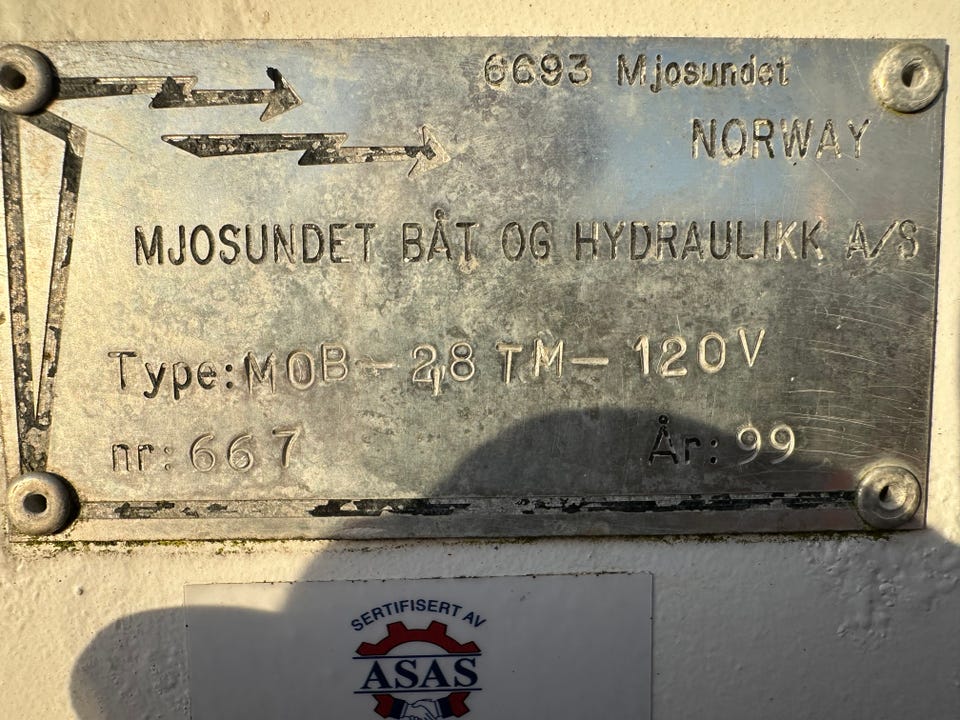 6693 Mjosundet
NORWAY
MJOSUNDET BÅT OG HYDRAULIKK A/S
Type: MOB - 2,8 TM - 120V
nr: 667 År: 99
SERTIFISERT AV
ASAS